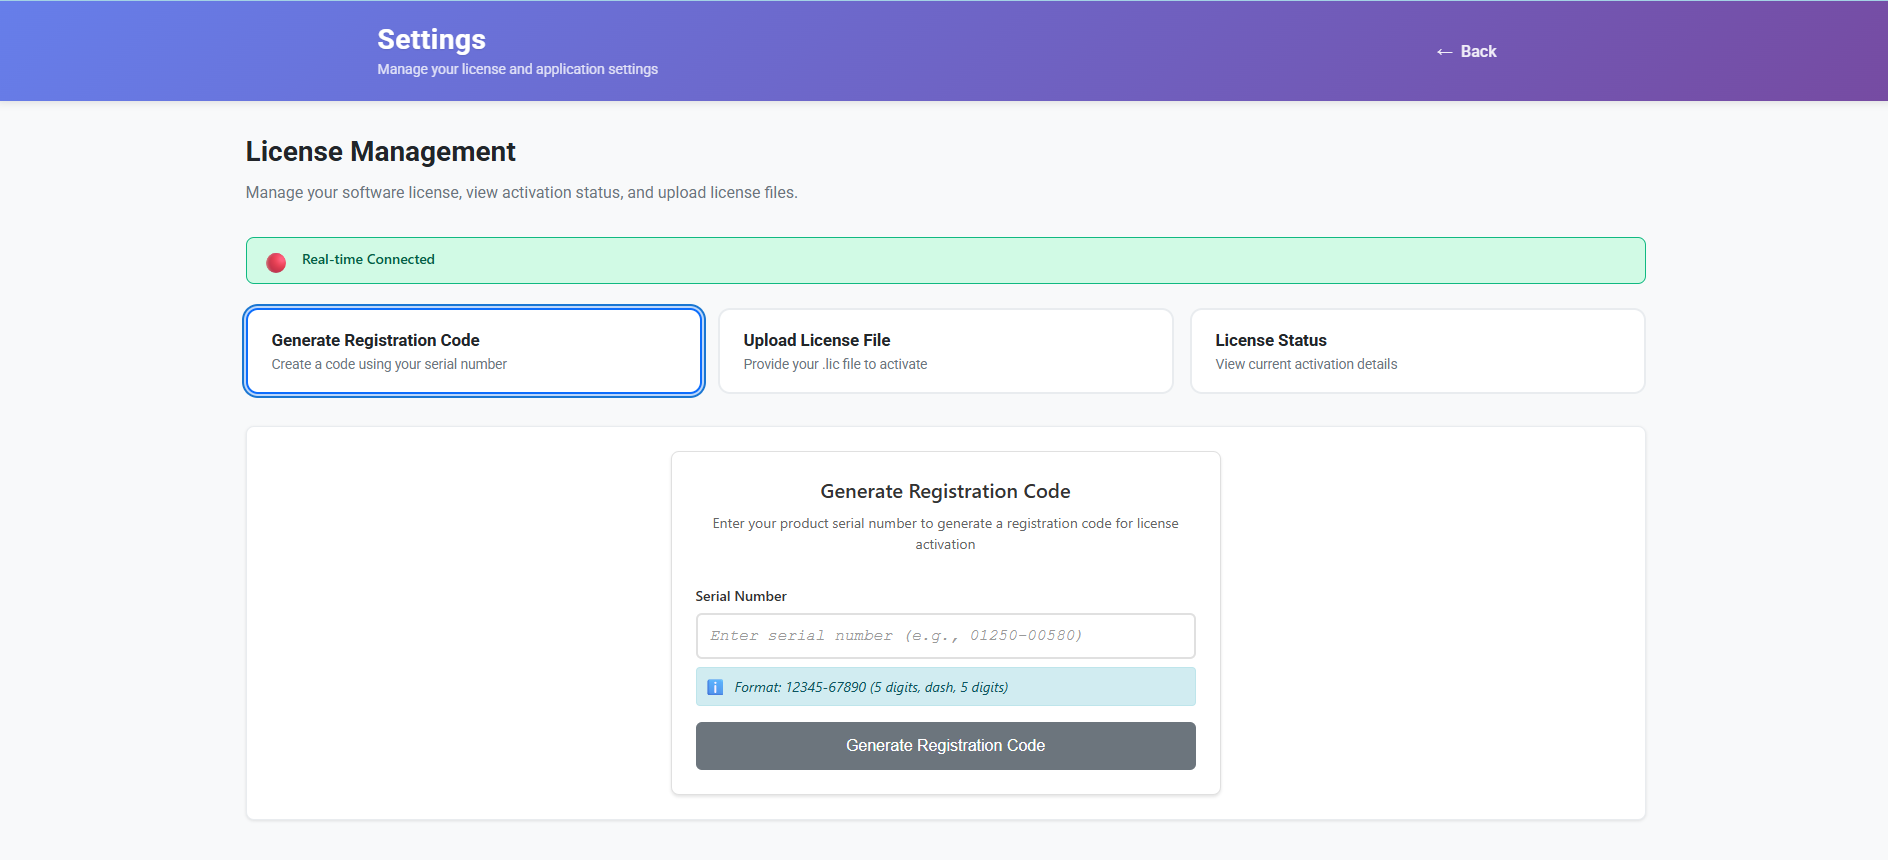 Settings
Manage your license and application settings
← Back
License Management
Manage your software license, view activation status, and upload license files.
Real-time Connected
Generate Registration Code
Create a code using your serial number
Upload License File
Provide your .lic file to activate
License Status
View current activation details
Generate Registration Code
Enter your product serial number to generate a registration code for license
activation
Serial Number
Enter serial number (e.g., 01250-00580)
i Format: 12345-67890 (5 digits, dash, 5 digits)
Generate Registration Code